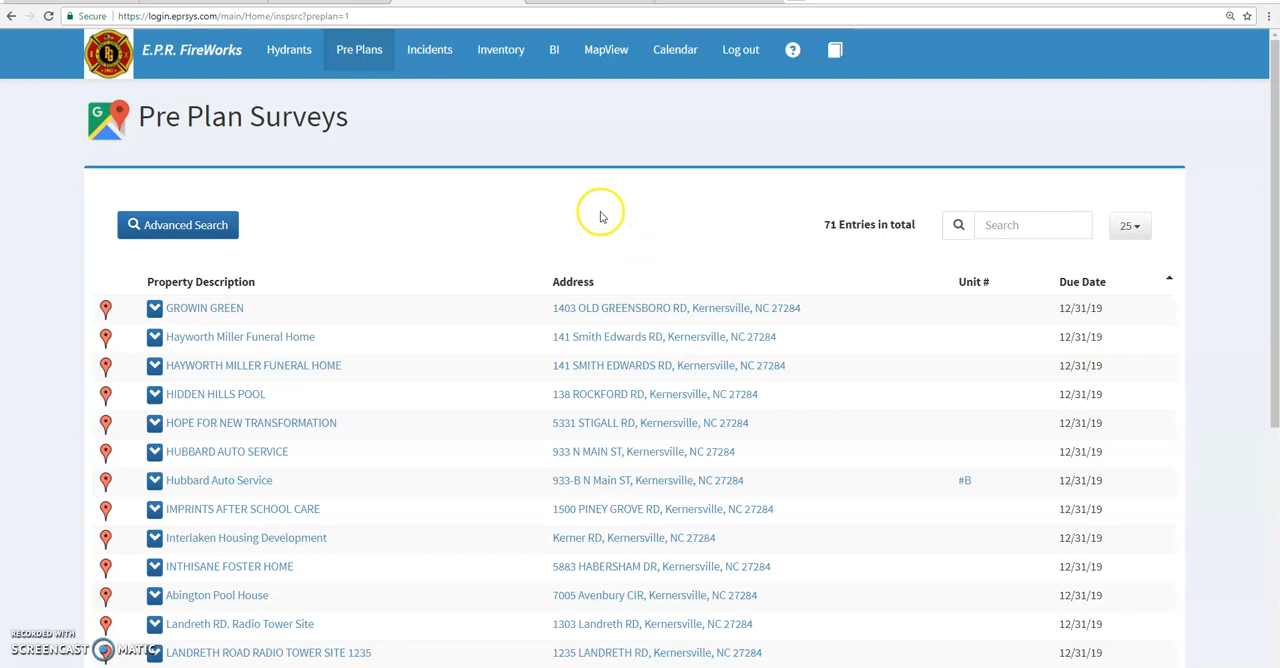 Secure https://login.eprsys.com/main/Home/inspsrc?preplan=1
E.P.R. FireWorks Hydrants Pre Plans Incidents Inventory BI MapView Calendar Log out ?
G Pre Plan Surveys
Advanced Search 71 Entries in total Search 25
Property Description Address Unit # Due Date
GROWIN GREEN 1403 OLD GREENSBORO RD, Kernersville, NC 27284 12/31/19
Hayworth Miller Funeral Home 141 Smith Edwards RD, Kernersville, NC 27284 12/31/19
HAYWORTH MILLER FUNERAL HOME 141 SMITH EDWARDS RD, Kernersville, NC 27284 12/31/19
HIDDEN HILLS POOL 138 ROCKFORD RD, Kernersville, NC 27284 12/31/19
HOPE FOR NEW TRANSFORMATION 5331 STIGALL RD, Kernersville, NC 27284 12/31/19
HUBBARD AUTO SERVICE 933 N MAIN ST, Kernersville, NC 27284 12/31/19
Hubbard Auto Service 933-B N Main ST, Kernersville, NC 27284 #B 12/31/19
IMPRINTS AFTER SCHOOL CARE 1500 PINEY GROVE RD, Kernersville, NC 27284 12/31/19
Interlaken Housing Development Kerner RD, Kernersville, NC 27284 12/31/19
INTHISANE FOSTER HOME 5883 HABERSHAM DR, Kernersville, NC 27284 12/31/19
Abington Pool House 7005 Avenbury CIR, Kernersville, NC 27284 12/31/19
Landreth RD. Radio Tower Site 1303 Landreth RD, Kernersville, NC 27284 12/31/19
LANDRETH ROAD RADIO TOWER SITE 1235 1235 LANDRETH RD, Kernersville, NC 27284 12/31/19
RECORDED WITH
SCREENCAST MATIC